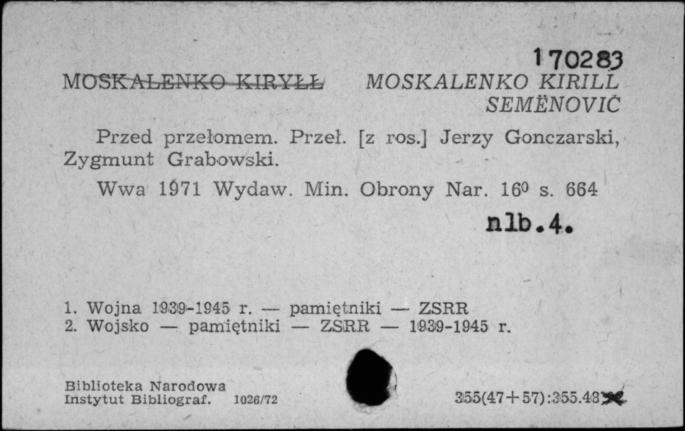 170283
MOSKALENKO KIRYŁŁ MOSKALENKO KIRILL
SEMËNOVIČ
Przed przełomem. Przeł. [z ros.] Jerzy Gonczarski,
Zygmunt Grabowski.
Wwa 1971 Wydaw. Min. Obrony Nar. 16⁰ s. 664
nlb.4.
1. Wojna 1939-1945 r. — pamiętniki — ZSRR
2. Wojsko — pamiętniki — ZSRR — 1939-1945 r.
Biblioteka Narodowa
Instytut Bibliograf. 1026/72 355(47+57):355.48